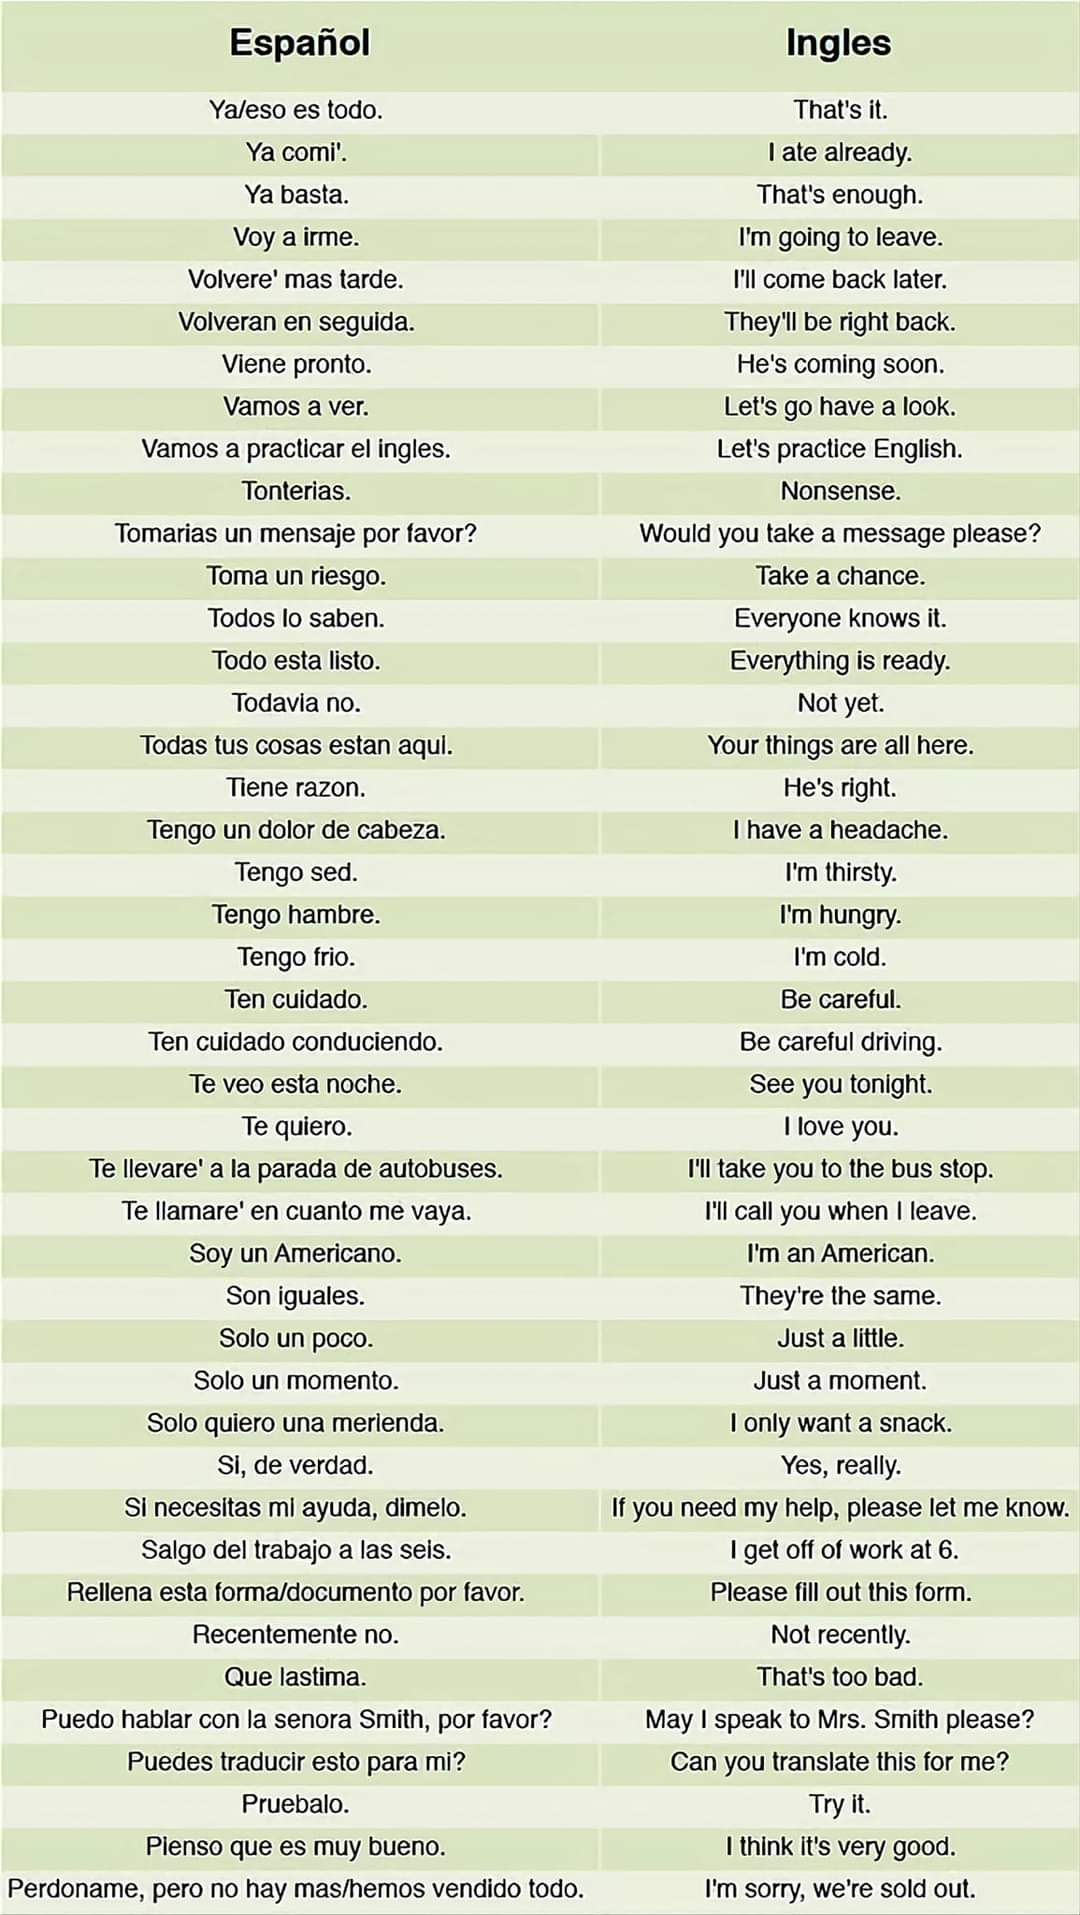 Español Ingles
Ya/eso es todo. That's it.
Ya comi'. I ate already.
Ya basta. That's enough.
Voy a irme. I'm going to leave.
Volvere' mas tarde. I'll come back later.
Volveran en seguida. They'll be right back.
Viene pronto. He's coming soon.
Vamos a ver. Let's go have a look.
Vamos a practicar el ingles. Let's practice English.
Tonterias. Nonsense.
Tomarias un mensaje por favor? Would you take a message please?
Toma un riesgo. Take a chance.
Todos lo saben. Everyone knows it.
Todo esta listo. Everything is ready.
Todavia no. Not yet.
Todas tus cosas estan aqui. Your things are all here.
Tiene razon. He's right.
Tengo un dolor de cabeza. I have a headache.
Tengo sed. I'm thirsty.
Tengo hambre. I'm hungry.
Tengo frio. I'm cold.
Ten cuidado. Be careful.
Ten cuidado conduciendo. Be careful driving.
Te veo esta noche. See you tonight.
Te quiero. I love you.
Te llevare' a la parada de autobuses. I'll take you to the bus stop.
Te llamare' en cuanto me vaya. I'll call you when I leave.
Soy un Americano. I'm an American.
Son iguales. They're the same.
Solo un poco. Just a little.
Solo un momento. Just a moment.
Solo quiero una merienda. I only want a snack.
Si, de verdad. Yes, really.
Si necesitas mi ayuda, dimelo. If you need my help, please let me know.
Salgo del trabajo a las seis. I get off of work at 6.
Rellena esta forma/documento por favor. Please fill out this form.
Recentemente no. Not recently.
Que lastima. That's too bad.
Puedo hablar con la senora Smith, por favor? May I speak to Mrs. Smith please?
Puedes traducir esto para mi? Can you translate this for me?
Pruebalo. Try it.
Pienso que es muy bueno. I think it's very good.
Perdoname, pero no hay mas/hemos vendido todo. I'm sorry, we're sold out.